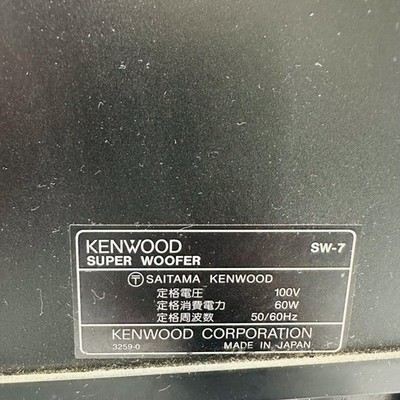 KENWOOD SW-7
SUPER WOOFER
〶 SAITAMA KENWOOD
定格電圧 100V
定格消費電力 60W
定格周波数 50/60Hz
KENWOOD CORPORATION
3259-0 MADE IN JAPAN